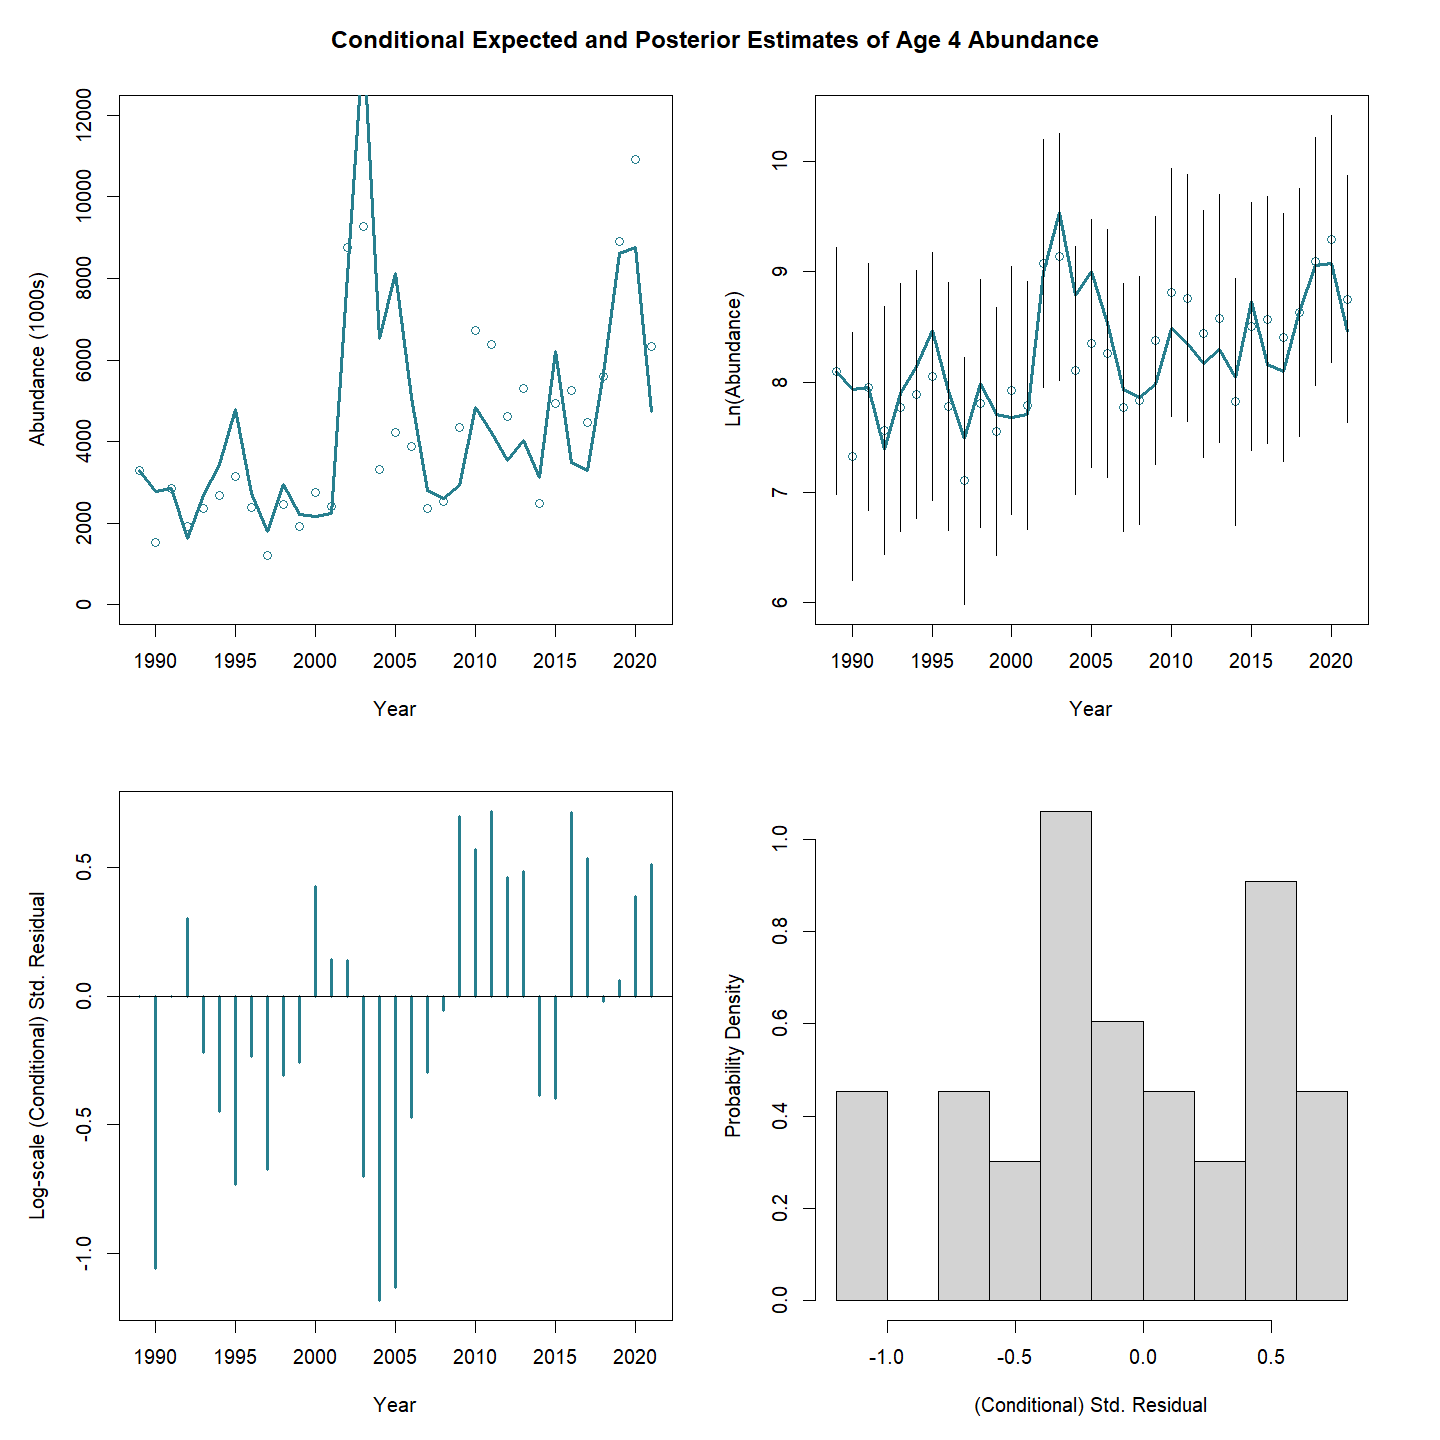 Conditional Expected and Posterior Estimates of Age 4 Abundance
Abundance (1000s)
0 2000 4000 6000 8000 10000 12000
1990 1995 2000 2005 2010 2015 2020
Year
Ln(Abundance)
6 7 8 9 10
1990 1995 2000 2005 2010 2015 2020
Year
Log-scale (Conditional) Std. Residual
-1.0 -0.5 0.0 0.5
1990 1995 2000 2005 2010 2015 2020
Year
Probability Density
0.0 0.2 0.4 0.6 0.8 1.0
-1.0 -0.5 0.0 0.5
(Conditional) Std. Residual